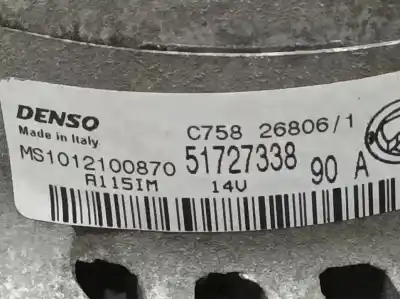 DENSO
Made in Italy
C758 26806/1
MS1012100870
51727338
90 A
A115IM
14V